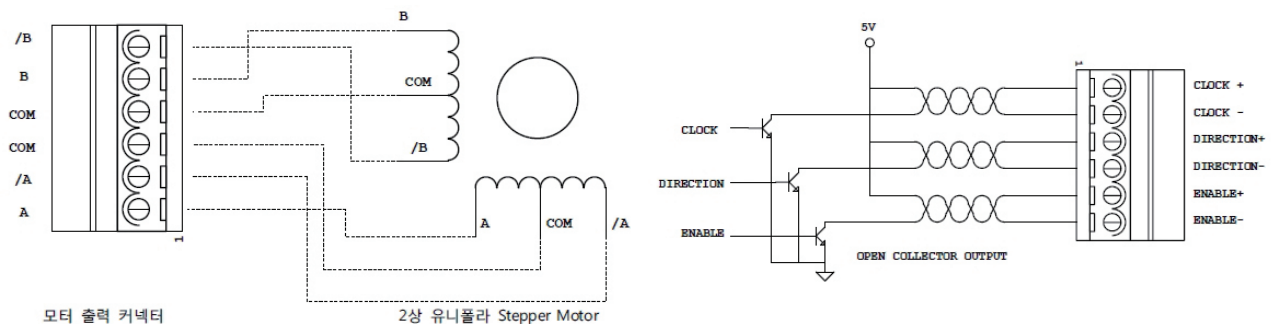 /B
B
COM
COM
/A
A
1
B
COM
/B
A
COM
/A
모터 출력 커넥터
2상 유니폴라 Stepper Motor
5V
1
CLOCK
DIRECTION
ENABLE
OPEN COLLECTOR OUTPUT
CLOCK +
CLOCK -
DIRECTION+
DIRECTION-
ENABLE+
ENABLE-